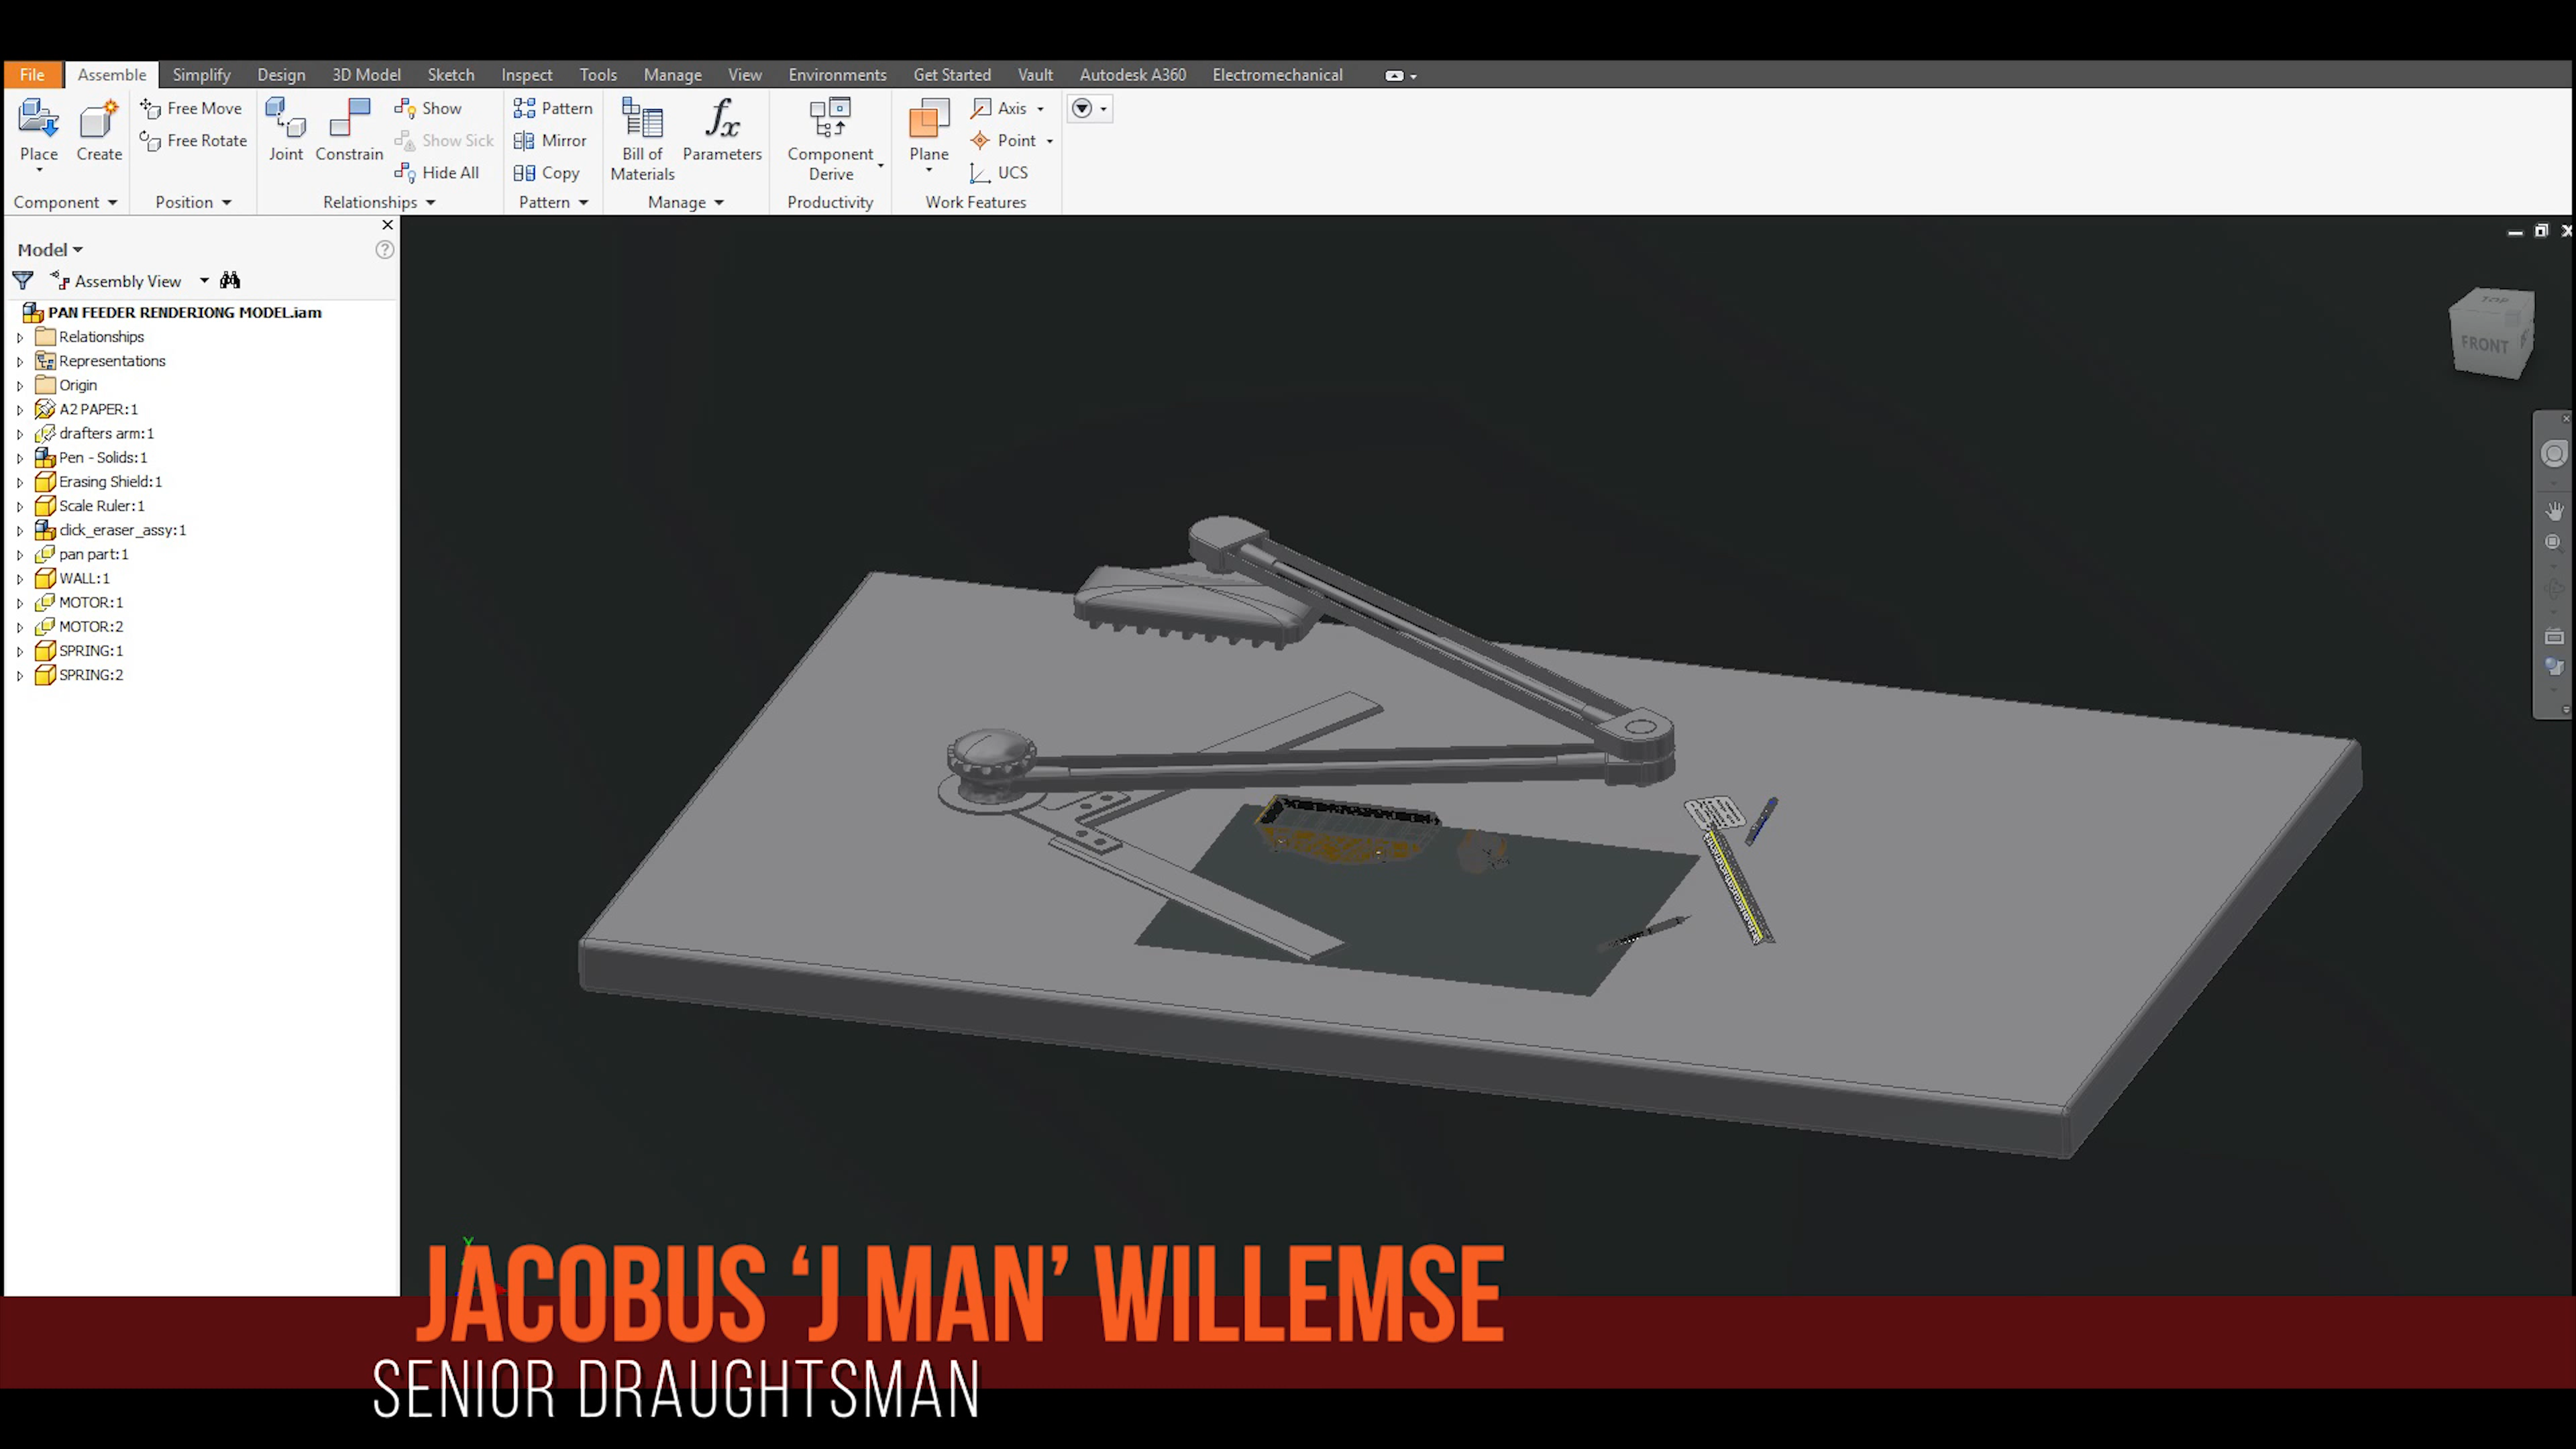 File Assemble Simplify Design 3D Model Sketch Inspect Tools Manage View Environments Get Started Vault Autodesk A360 Electromechanical
Place Create Free Move Free Rotate Joint Constrain Show Show Sick Hide All Pattern Mirror Copy Bill of Materials Parameters Component Derive Plane Axis Point UCS
Component Position Relationships Pattern Manage Productivity Work Features
Model
Assembly View
PAN FEEDER RENDERIONG MODEL.iam
Relationships
Representations
Origin
A2 PAPER:1
drafters arm:1
Pen - Solids:1
Erasing Shield:1
Scale Ruler:1
click_eraser_assy:1
pan part:1
WALL:1
MOTOR:1
MOTOR:2
SPRING:1
SPRING:2
TOP
FRONT
Y
JACOBUS ‘J MAN’ WILLEMSE
SENIOR DRAUGHTSMAN